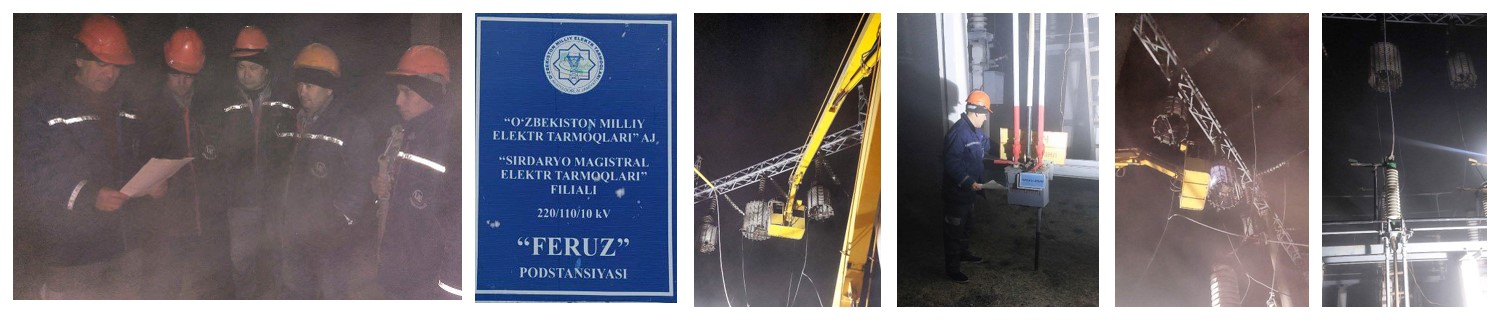 "O‘ZBEKISTON MILLIY
ELEKTR TARMOQLARI" AJ,
"SIRDARYO MAGISTRAL
ELEKTR TARMOQLARI"
FILIALI
220/110/10 kV
"FERUZ"
PODSTANSIYASI